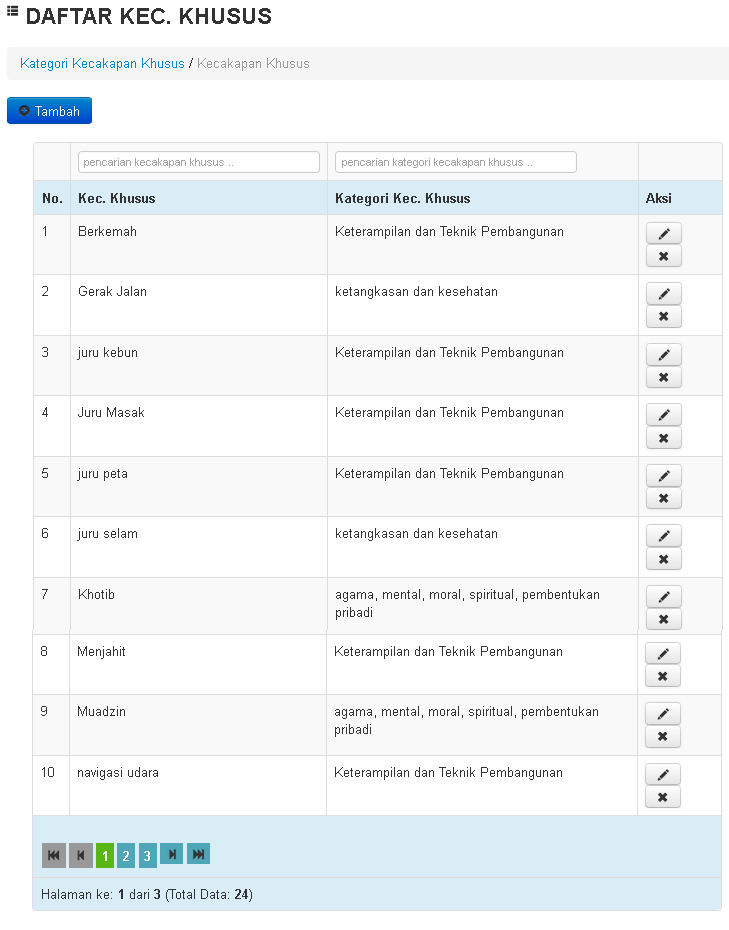 DAFTAR KEC. KHUSUS
Kategori Kecakapan Khusus / Kecakapan Khusus
Tambah
pencarian kecakapan khusus .. pencarian kategori kecakapan khusus ..
No. Kec. Khusus Kategori Kec. Khusus Aksi
1 Berkemah Keterampilan dan Teknik Pembangunan
2 Gerak Jalan ketangkasan dan kesehatan
3 juru kebun Keterampilan dan Teknik Pembangunan
4 Juru Masak Keterampilan dan Teknik Pembangunan
5 juru peta Keterampilan dan Teknik Pembangunan
6 juru selam ketangkasan dan kesehatan
7 Khotib agama, mental, moral, spiritual, pembentukan
pribadi
8 Menjahit Keterampilan dan Teknik Pembangunan
9 Muadzin agama, mental, moral, spiritual, pembentukan
pribadi
10 navigasi udara Keterampilan dan Teknik Pembangunan
1 2 3
Halaman ke: 1 dari 3 (Total Data: 24)